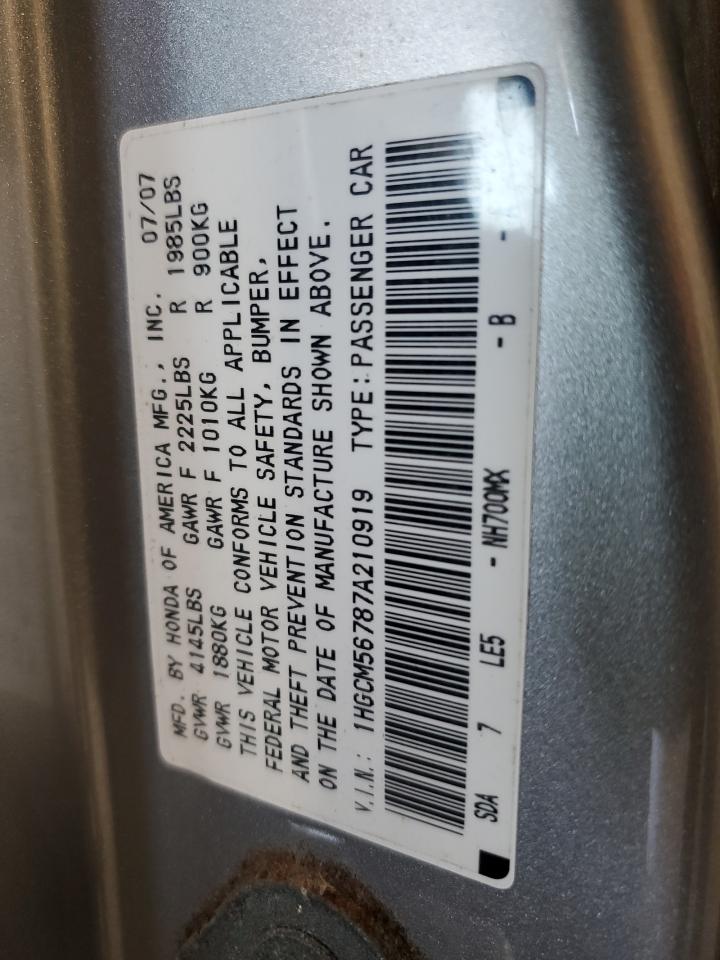 MFD. BY HONDA OF AMERICA MFG., INC. 07/07
GVWR 4145LBS GAWR F 2225LBS R 1985LBS
GVWR 1880KG GAWR F 1010KG R 900KG
THIS VEHICLE CONFORMS TO ALL APPLICABLE
FEDERAL MOTOR VEHICLE SAFETY, BUMPER,
AND THEFT PREVENTION STANDARDS IN EFFECT
ON THE DATE OF MANUFACTURE SHOWN ABOVE.
V.I.N.: 1HGCM56787A210919 TYPE:PASSENGER CAR
SDA 7 LE5 - NH700MX - B -